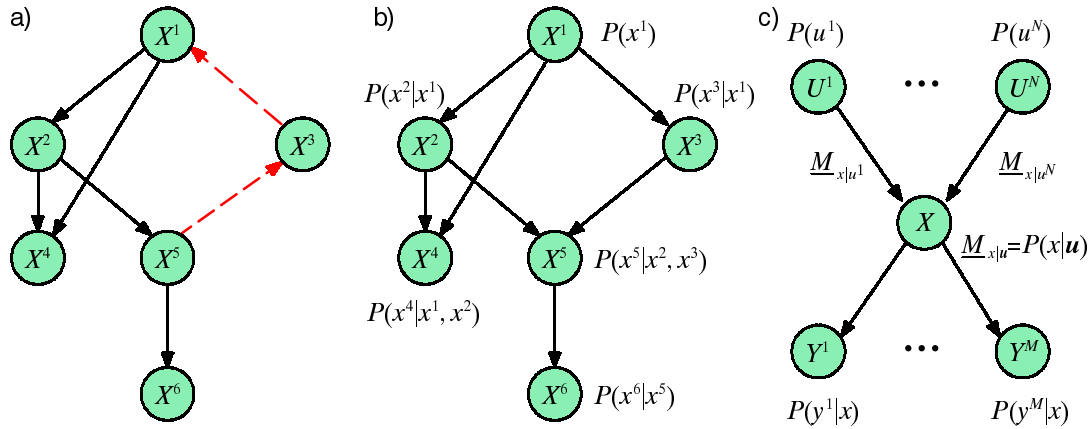 a)
X¹
X²
X³
X⁴
X⁵
X⁶
b)
X¹ P(x¹)
P(x²|x¹)
P(x³|x¹)
X²
X³
X⁴
X⁵ P(x⁵|x², x³)
P(x⁴|x¹, x²)
X⁶ P(x⁶|x⁵)
c)
P(u¹) P(uᴺ)
U¹ ... Uᴺ
M x|u¹ M x|uᴺ
X
M x|u=P(x|u)
Y¹ ... Yᴹ
P(y¹|x) P(yᴹ|x)